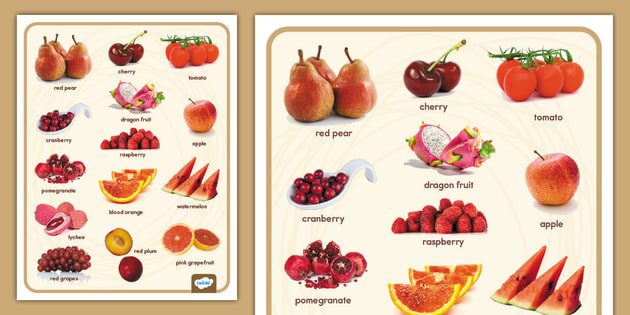 red pear
cherry
tomato
dragon fruit
cranberry
raspberry
apple
pomegranate
blood orange
watermelon
lychee
red plum
pink grapefruit
red grapes
twinkl
red pear
cherry
tomato
dragon fruit
cranberry
raspberry
apple
pomegranate